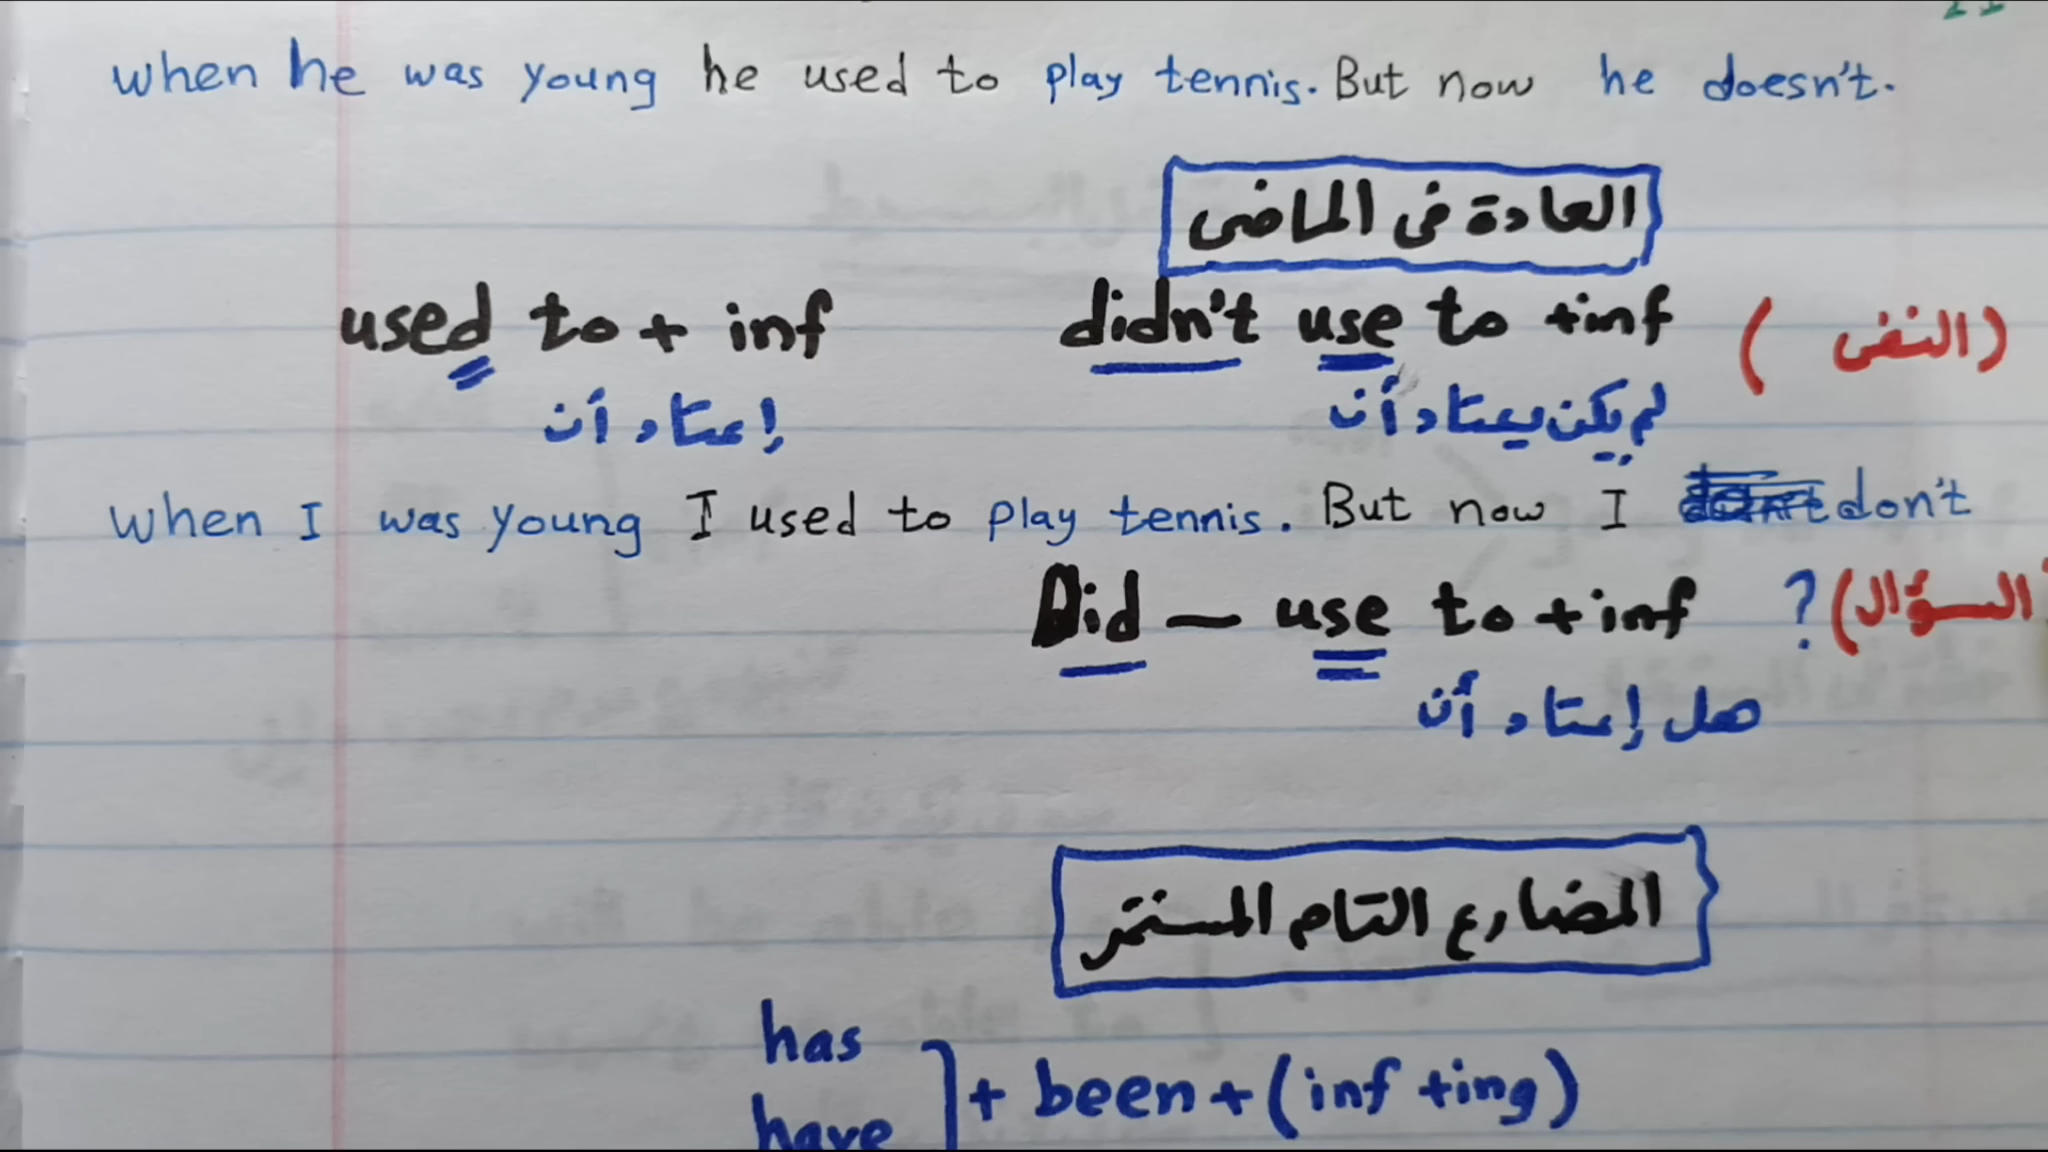 when he was young he used to play tennis. But now he doesn't.
العادة فى الماضى
used to + inf
didn't use to +inf (النفى)
إعتاد أن
لم يكن يعتاد أن
when I was young I used to play tennis. But now I don't
Did — use to +inf ? (السؤال)
هل إعتاد أن
المضارع التام المستمر
has
have ] + been + (inf +ing)